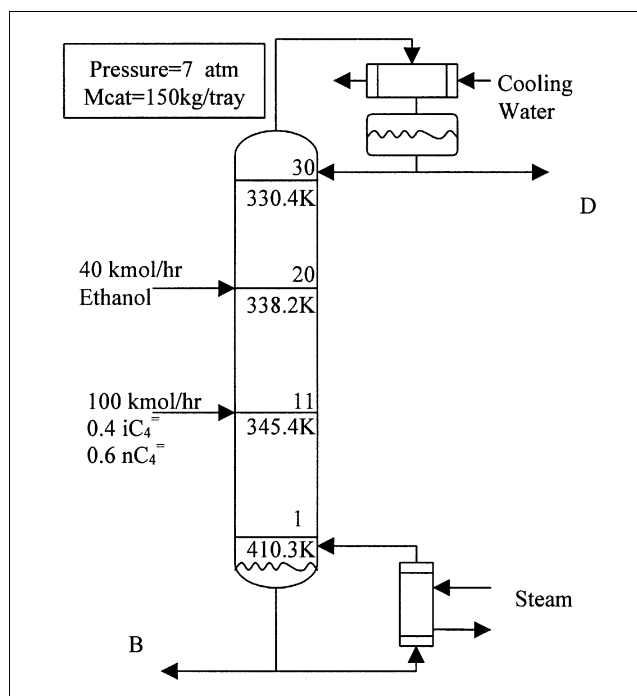 Pressure=7 atm
Mcat=150kg/tray
Cooling
Water
30
330.4K
D
40 kmol/hr
Ethanol
20
338.2K
100 kmol/hr
0.4 iC₄⁼
0.6 nC₄⁼
11
345.4K
1
410.3K
Steam
B